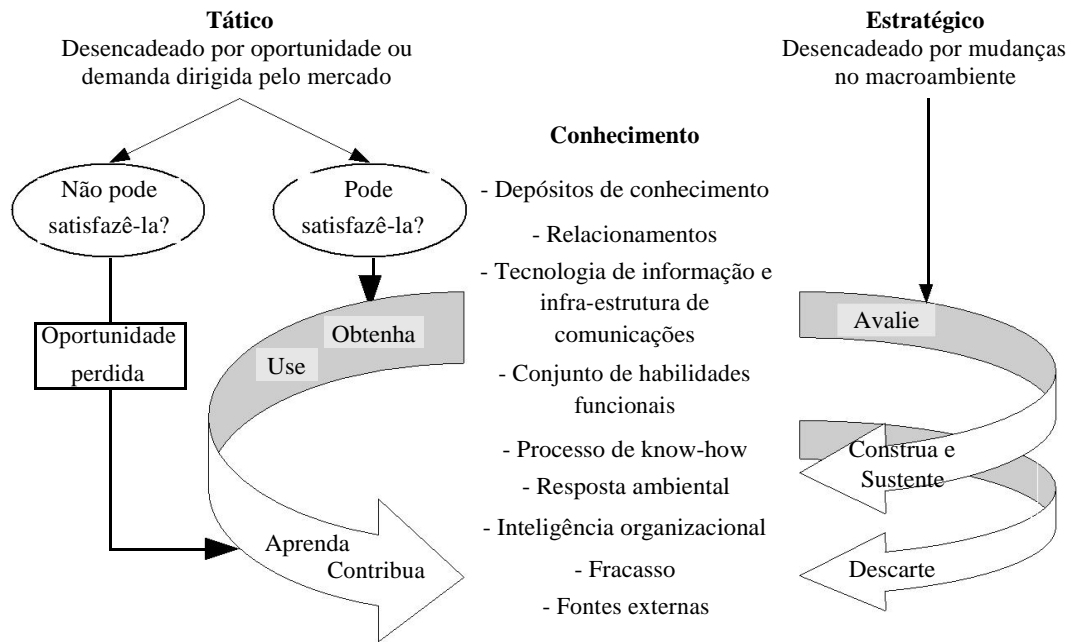 Tático
Desencadeado por oportunidade ou
demanda dirigida pelo mercado
Estratégico
Desencadeado por mudanças
no macroambiente
Não pode
satisfazê-la?
Pode
satisfazê-la?
Oportunidade
perdida
Obtenha
Use
Aprenda
Contribua
Conhecimento
- Depósitos de conhecimento
- Relacionamentos
- Tecnologia de informação e
infra-estrutura de
comunicações
- Conjunto de habilidades
funcionais
- Processo de know-how
- Resposta ambiental
- Inteligência organizacional
- Fracasso
- Fontes externas
Avalie
Construa e
Sustente
Descarte